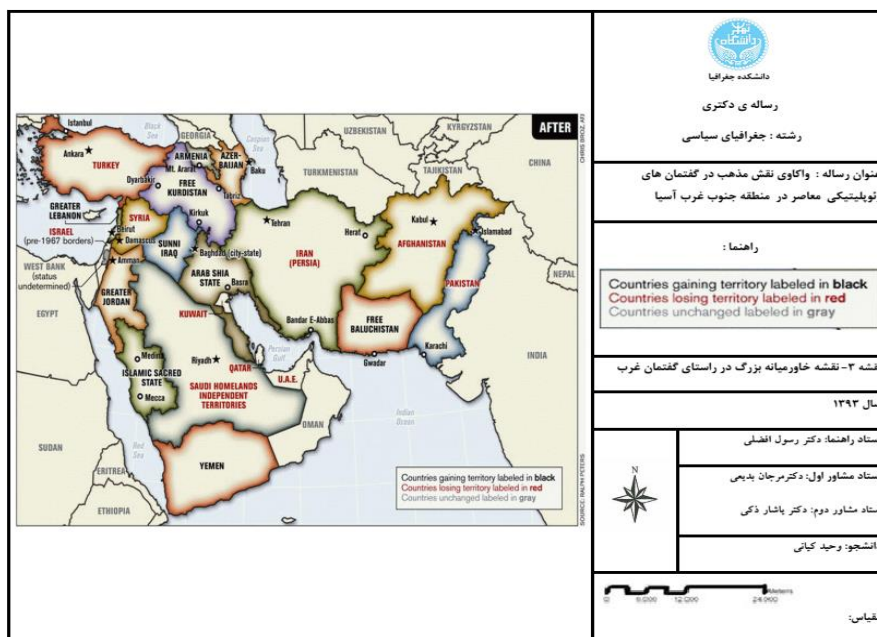 AFTER
CHRIS BROZ, AFJ
Black Sea
Caspian Sea
GEORGIA
UZBEKISTAN
KYRGYZSTAN
TURKMENISTAN
TAJIKISTAN
CHINA
Istanbul
Ankara
TURKEY
ARMENIA
AZER-
BAIJAN
Mt. Ararat
Baku
Dyarbakir
FREE
KURDISTAN
Tabriz
GREATER
LEBANON
SYRIA
Kirkuk
Tehran
Herat
Kabul
Islamabad
ISRAEL
(pre-1967 borders)
Beirut
Damascus
SUNNI
IRAQ
Baghdad (city-state)
IRAN
(PERSIA)
AFGHANISTAN
WEST BANK
(status
undetermined)
Amman
ARAB SHIA
STATE
Basra
PAKISTAN
NEPAL
GREATER
JORDAN
EGYPT
KUWAIT
Bandar E-Abbas
FREE
BALUCHISTAN
Karachi
INDIA
Persian
Gulf
Gwadar
Medina
Riyadh
QATAR
U.A.E.
ISLAMIC SACRED
STATE
Mecca
SAUDI HOMELANDS
INDEPENDENT
TERRITORIES
OMAN
Indian
Ocean
SUDAN
Red
Sea
YEMEN
ERITREA
ETHIOPIA
Countries gaining territory labeled in black
Countries losing territory labeled in red
Countries unchanged labeled in gray
SOURCE: RALPH PETERS
دانشکده جغرافیا
رساله ی دکتری
رشته : جغرافیای سیاسی
عنوان رساله : واکاوی نقش مذهب در گفتمان های
ژئوپلیتیکی معاصر در منطقه جنوب غرب آسیا
راهنما :
Countries gaining territory labeled in black
Countries losing territory labeled in red
Countries unchanged labeled in gray
نقشه ۳- نقشه خاورمیانه بزرگ در راستای گفتمان غرب
سال ۱۳۹۳
استاد راهنما: دکتر رسول افضلی
استاد مشاور اول: دکترمرجان بدیعی
استاد مشاور دوم: دکتر یاشار ذکی
دانشجو: وحید کیانی
N
Meters
0 6,000 12,000 24,000
مقیاس: